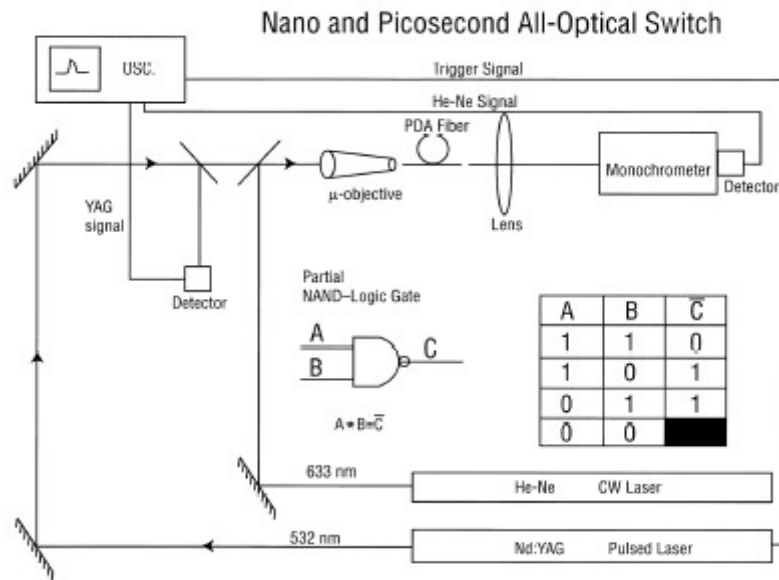 Nano and Picosecond All-Optical Switch
OSC.
Trigger Signal
He-Ne Signal
PDA Fiber
Monochrometer
Detector
μ-objective
Lens
YAG
signal
Detector
Partial
NAND–Logic Gate
A
B
C
A * B=C̅
A B C̅
1 1 0
1 0 1
0 1 1
0 0
633 nm
He-Ne CW Laser
532 nm
Nd:YAG Pulsed Laser